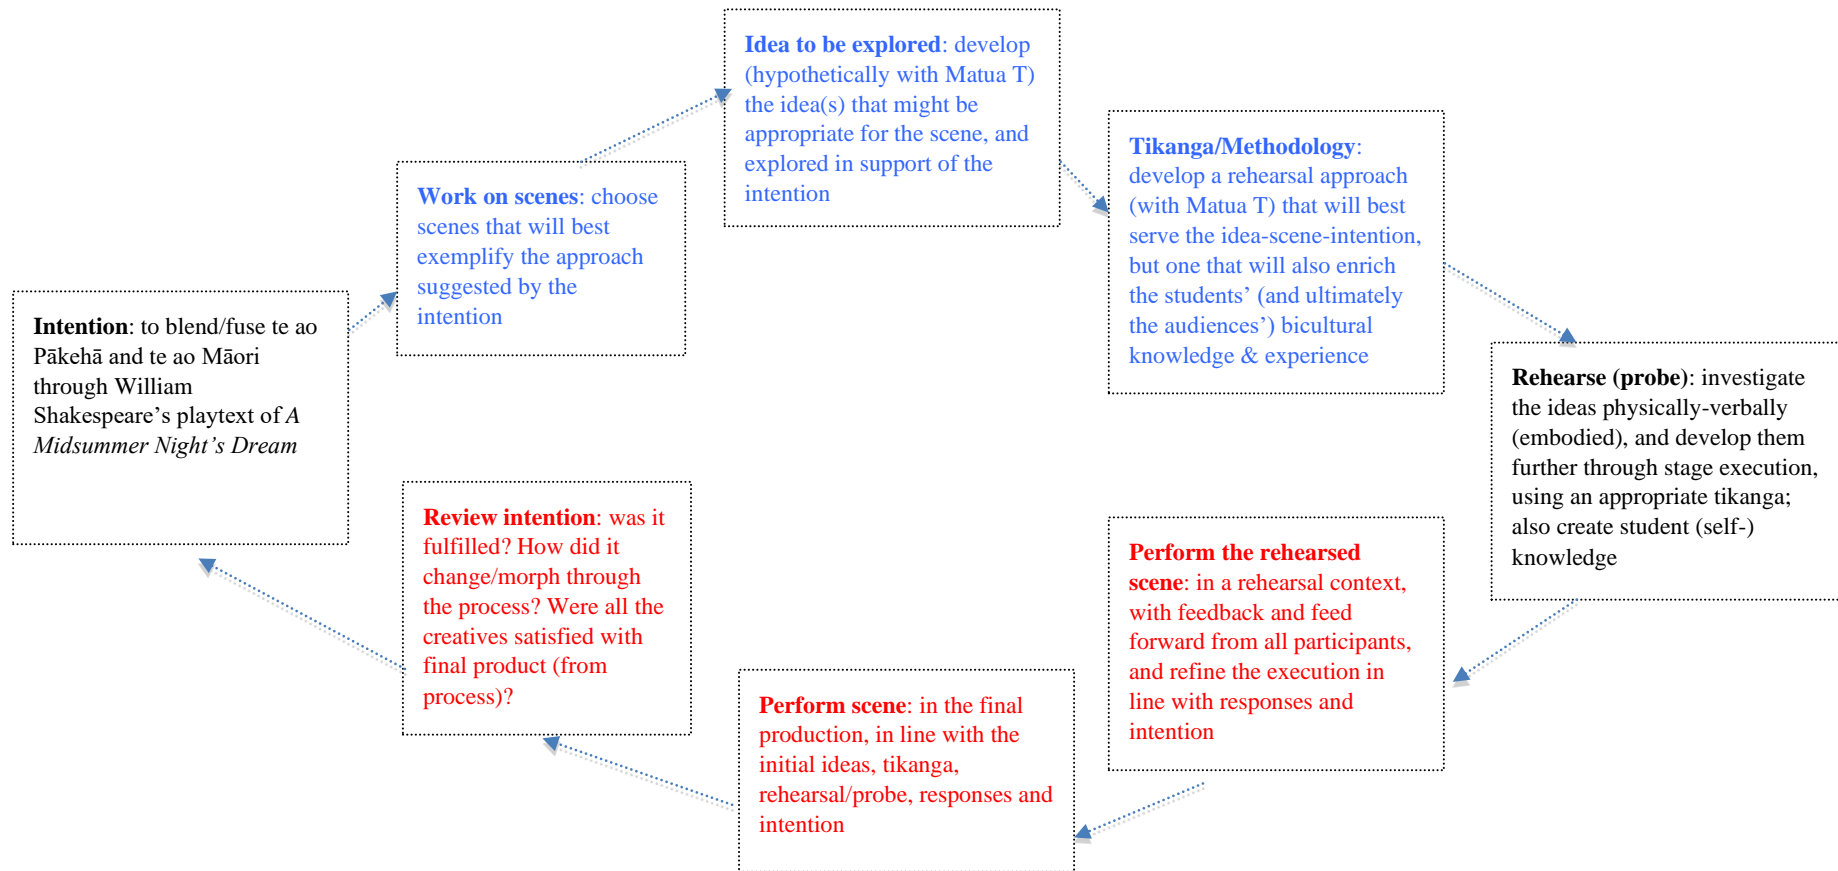 Intention: to blend/fuse te ao
Pākehā and te ao Māori
through William
Shakespeare’s playtext of A
Midsummer Night’s Dream
Work on scenes: choose
scenes that will best
exemplify the approach
suggested by the
intention
Idea to be explored: develop
(hypothetically with Matua T)
the idea(s) that might be
appropriate for the scene, and
explored in support of the
intention
Tikanga/Methodology:
develop a rehearsal approach
(with Matua T) that will best
serve the idea-scene-intention,
but one that will also enrich
the students’ (and ultimately
the audiences’) bicultural
knowledge & experience
Rehearse (probe): investigate
the ideas physically-verbally
(embodied), and develop them
further through stage execution,
using an appropriate tikanga;
also create student (self-)
knowledge
Perform the rehearsed
scene: in a rehearsal context,
with feedback and feed
forward from all participants,
and refine the execution in
line with responses and
intention
Perform scene: in the final
production, in line with the
initial ideas, tikanga,
rehearsal/probe, responses and
intention
Review intention: was it
fulfilled? How did it
change/morph through
the process? Were all the
creatives satisfied with
final product (from
process)?